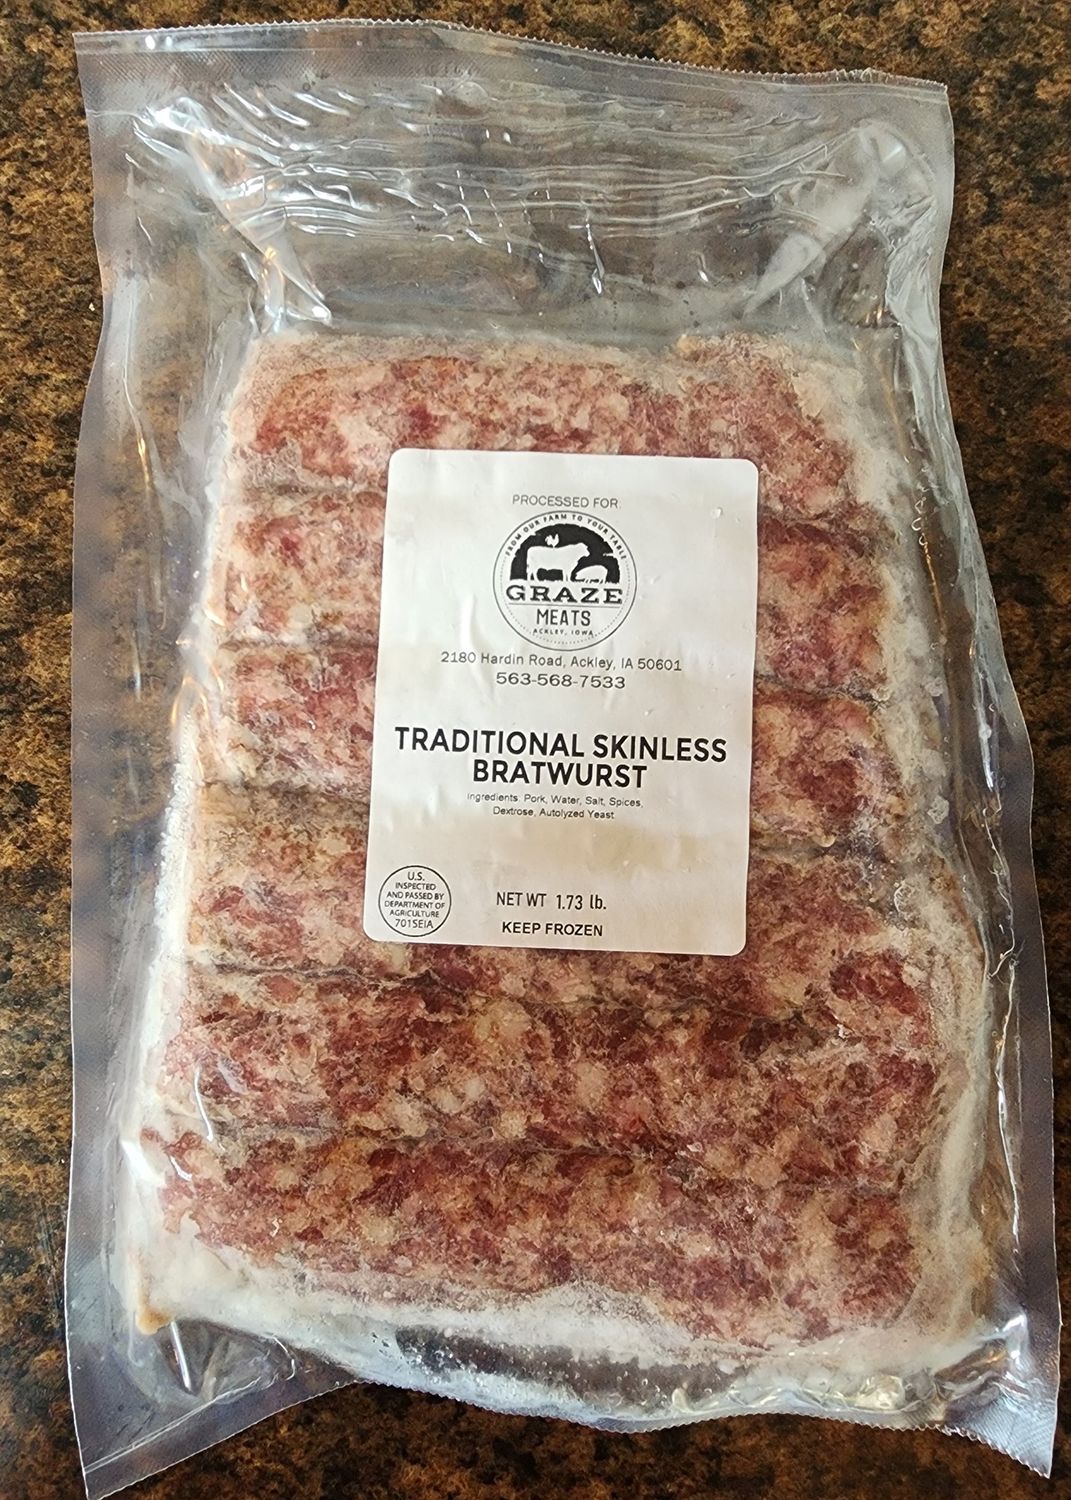 PROCESSED FOR
FROM OUR FARM TO YOUR TABLE
GRAZE
MEATS
ACKLEY, IOWA
2180 Hardin Road, Ackley, IA 50601
563-568-7533
TRADITIONAL SKINLESS
BRATWURST
Ingredients: Pork, Water, Salt, Spices,
Dextrose, Autolyzed Yeast
U.S.
INSPECTED
AND PASSED BY
DEPARTMENT OF
AGRICULTURE
701SEIA
NET WT 1.73 lb.
KEEP FROZEN